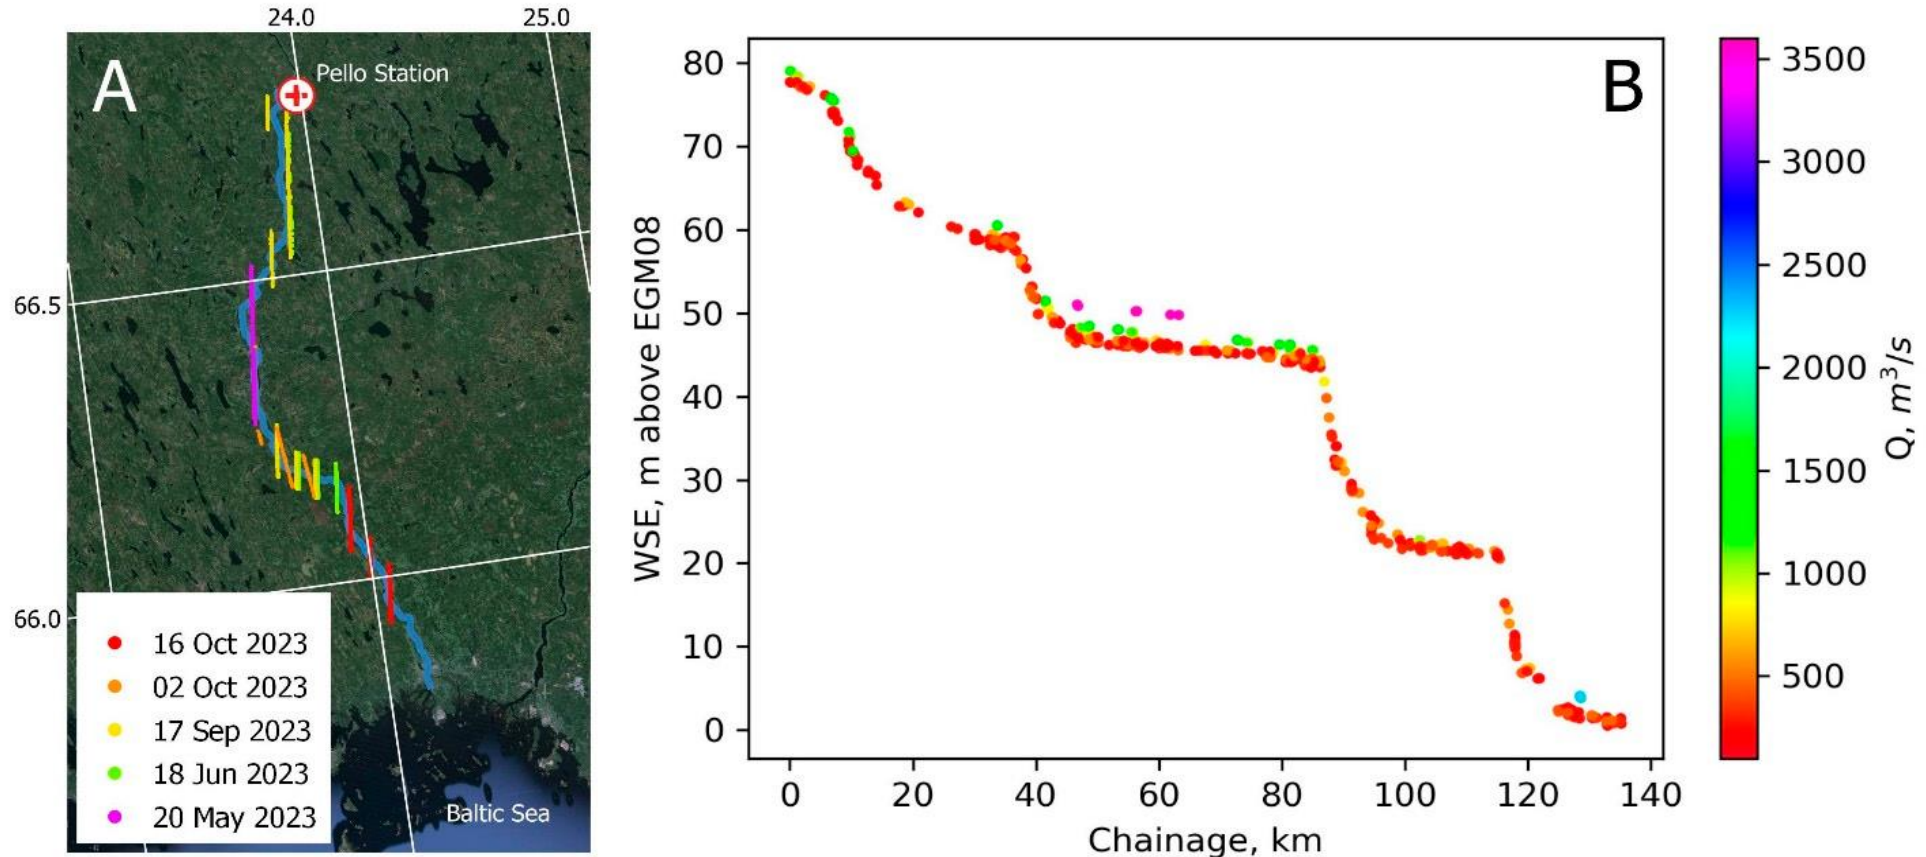 24.0
25.0
A
Pello Station
66.5
66.0
16 Oct 2023
02 Oct 2023
17 Sep 2023
18 Jun 2023
20 May 2023
Baltic Sea
B
WSE, m above EGM08
80
70
60
50
40
30
20
10
0
0 20 40 60 80 100 120 140
Chainage, km
3500
3000
2500
2000
1500
1000
500
Q, m³/s